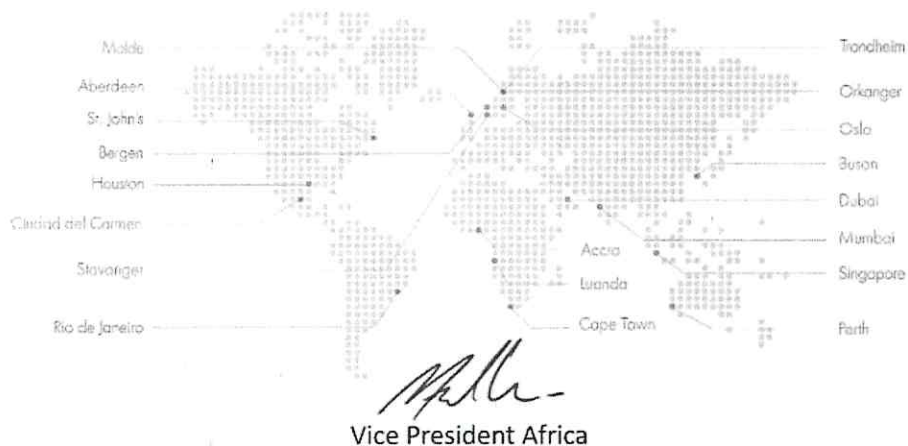 Molde
Aberdeen
St. John's
Bergen
Houston
Ciudad del Carmen
Stavanger
Rio de Janeiro
Trondheim
Orkanger
Oslo
Busan
Dubai
Mumbai
Singapore
Perth
Accra
Luanda
Cape Town
Vice President Africa